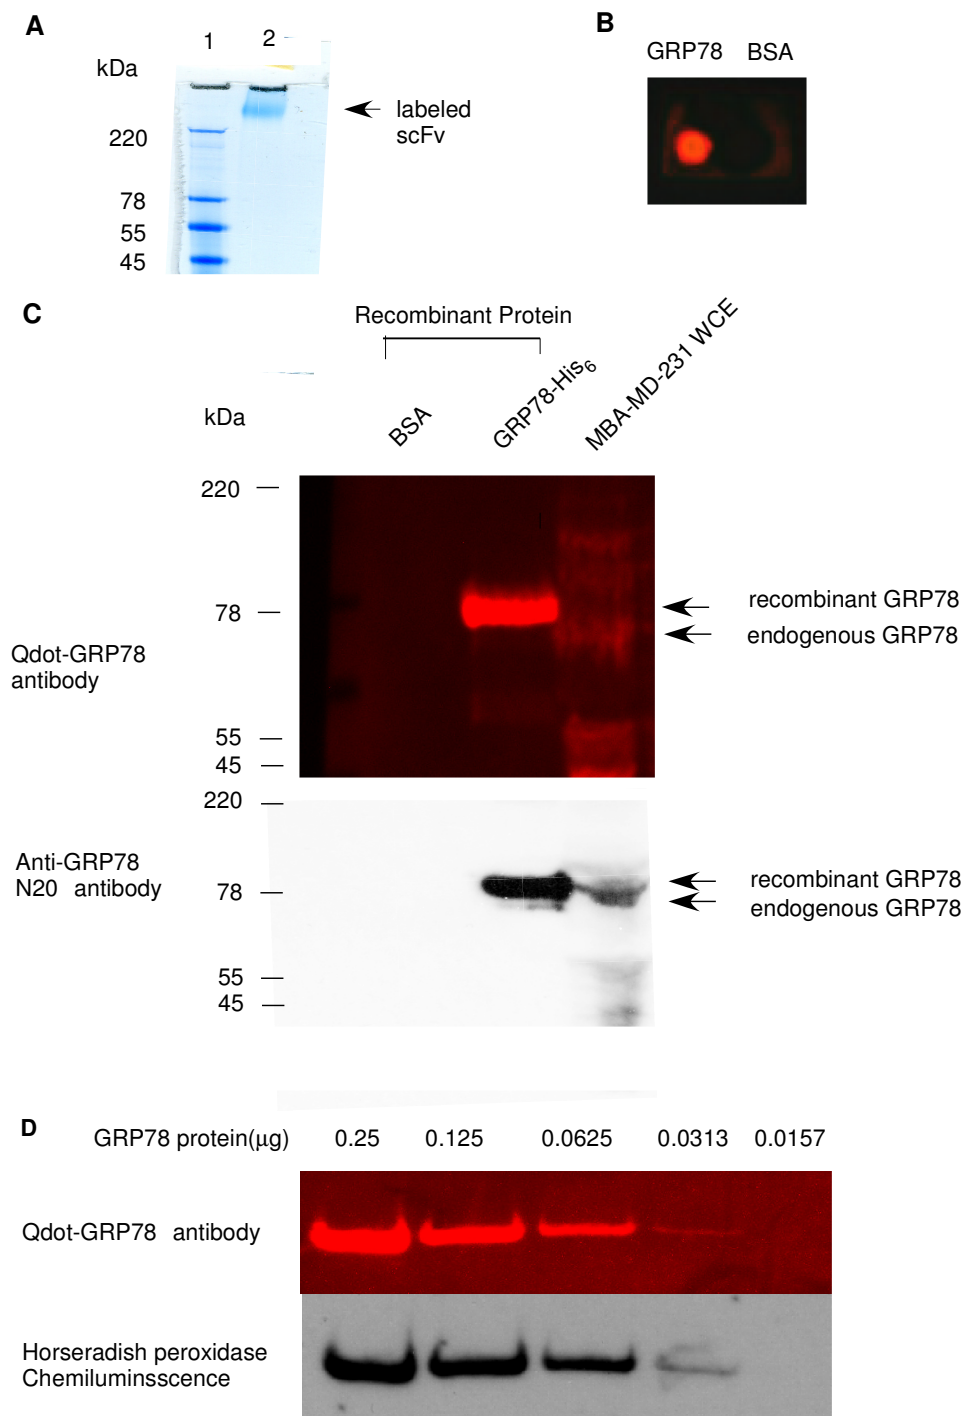 A
1 2
kDa
labeled
scFv
220
78
55
45
B
GRP78 BSA
C
Recombinant Protein
kDa
BSA
GRP78-His6
MBA-MD-231 WCE
220
78
55
45
Qdot-GRP78
antibody
recombinant GRP78
endogenous GRP78
220
78
55
45
Anti-GRP78
N20 antibody
recombinant GRP78
endogenous GRP78
D
GRP78 protein(μg) 0.25 0.125 0.0625 0.0313 0.0157
Qdot-GRP78 antibody
Horseradish peroxidase
Chemiluminsscence